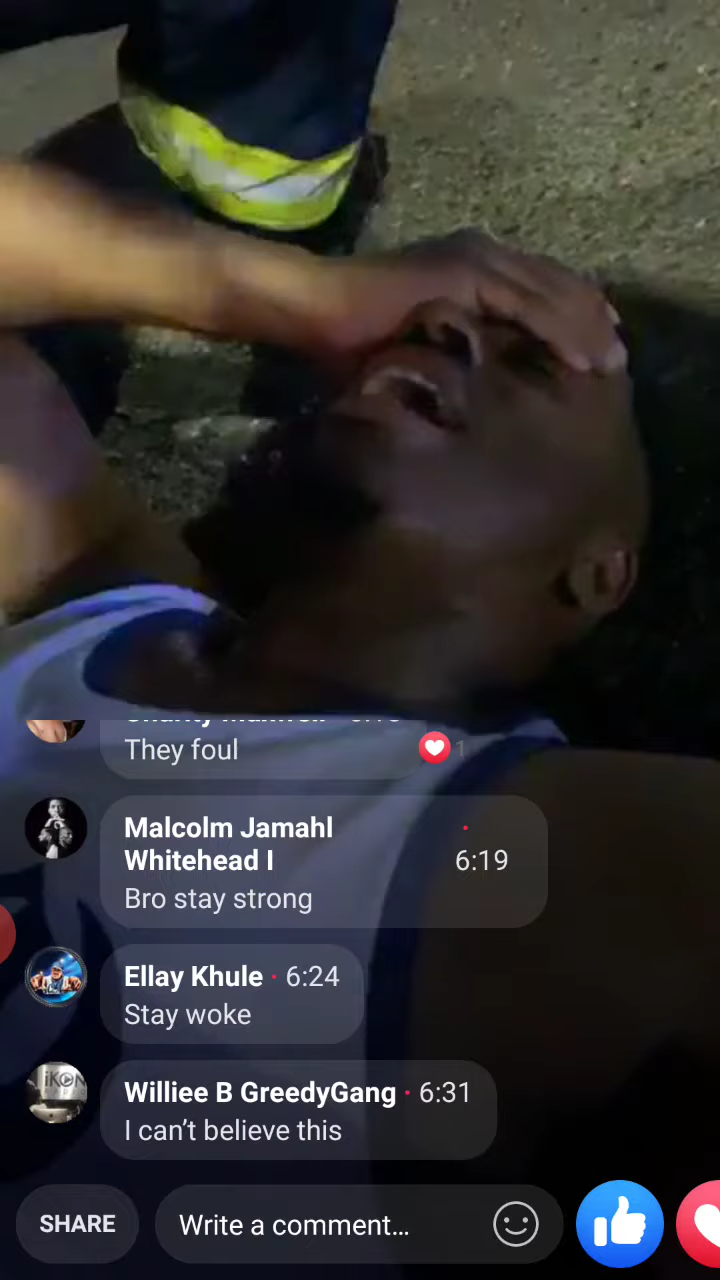 They foul
1
Malcolm Jamahl
Whitehead I
6:19
Bro stay strong
Ellay Khule · 6:24
Stay woke
iKON
Williee B GreedyGang · 6:31
I can't believe this
SHARE
Write a comment...